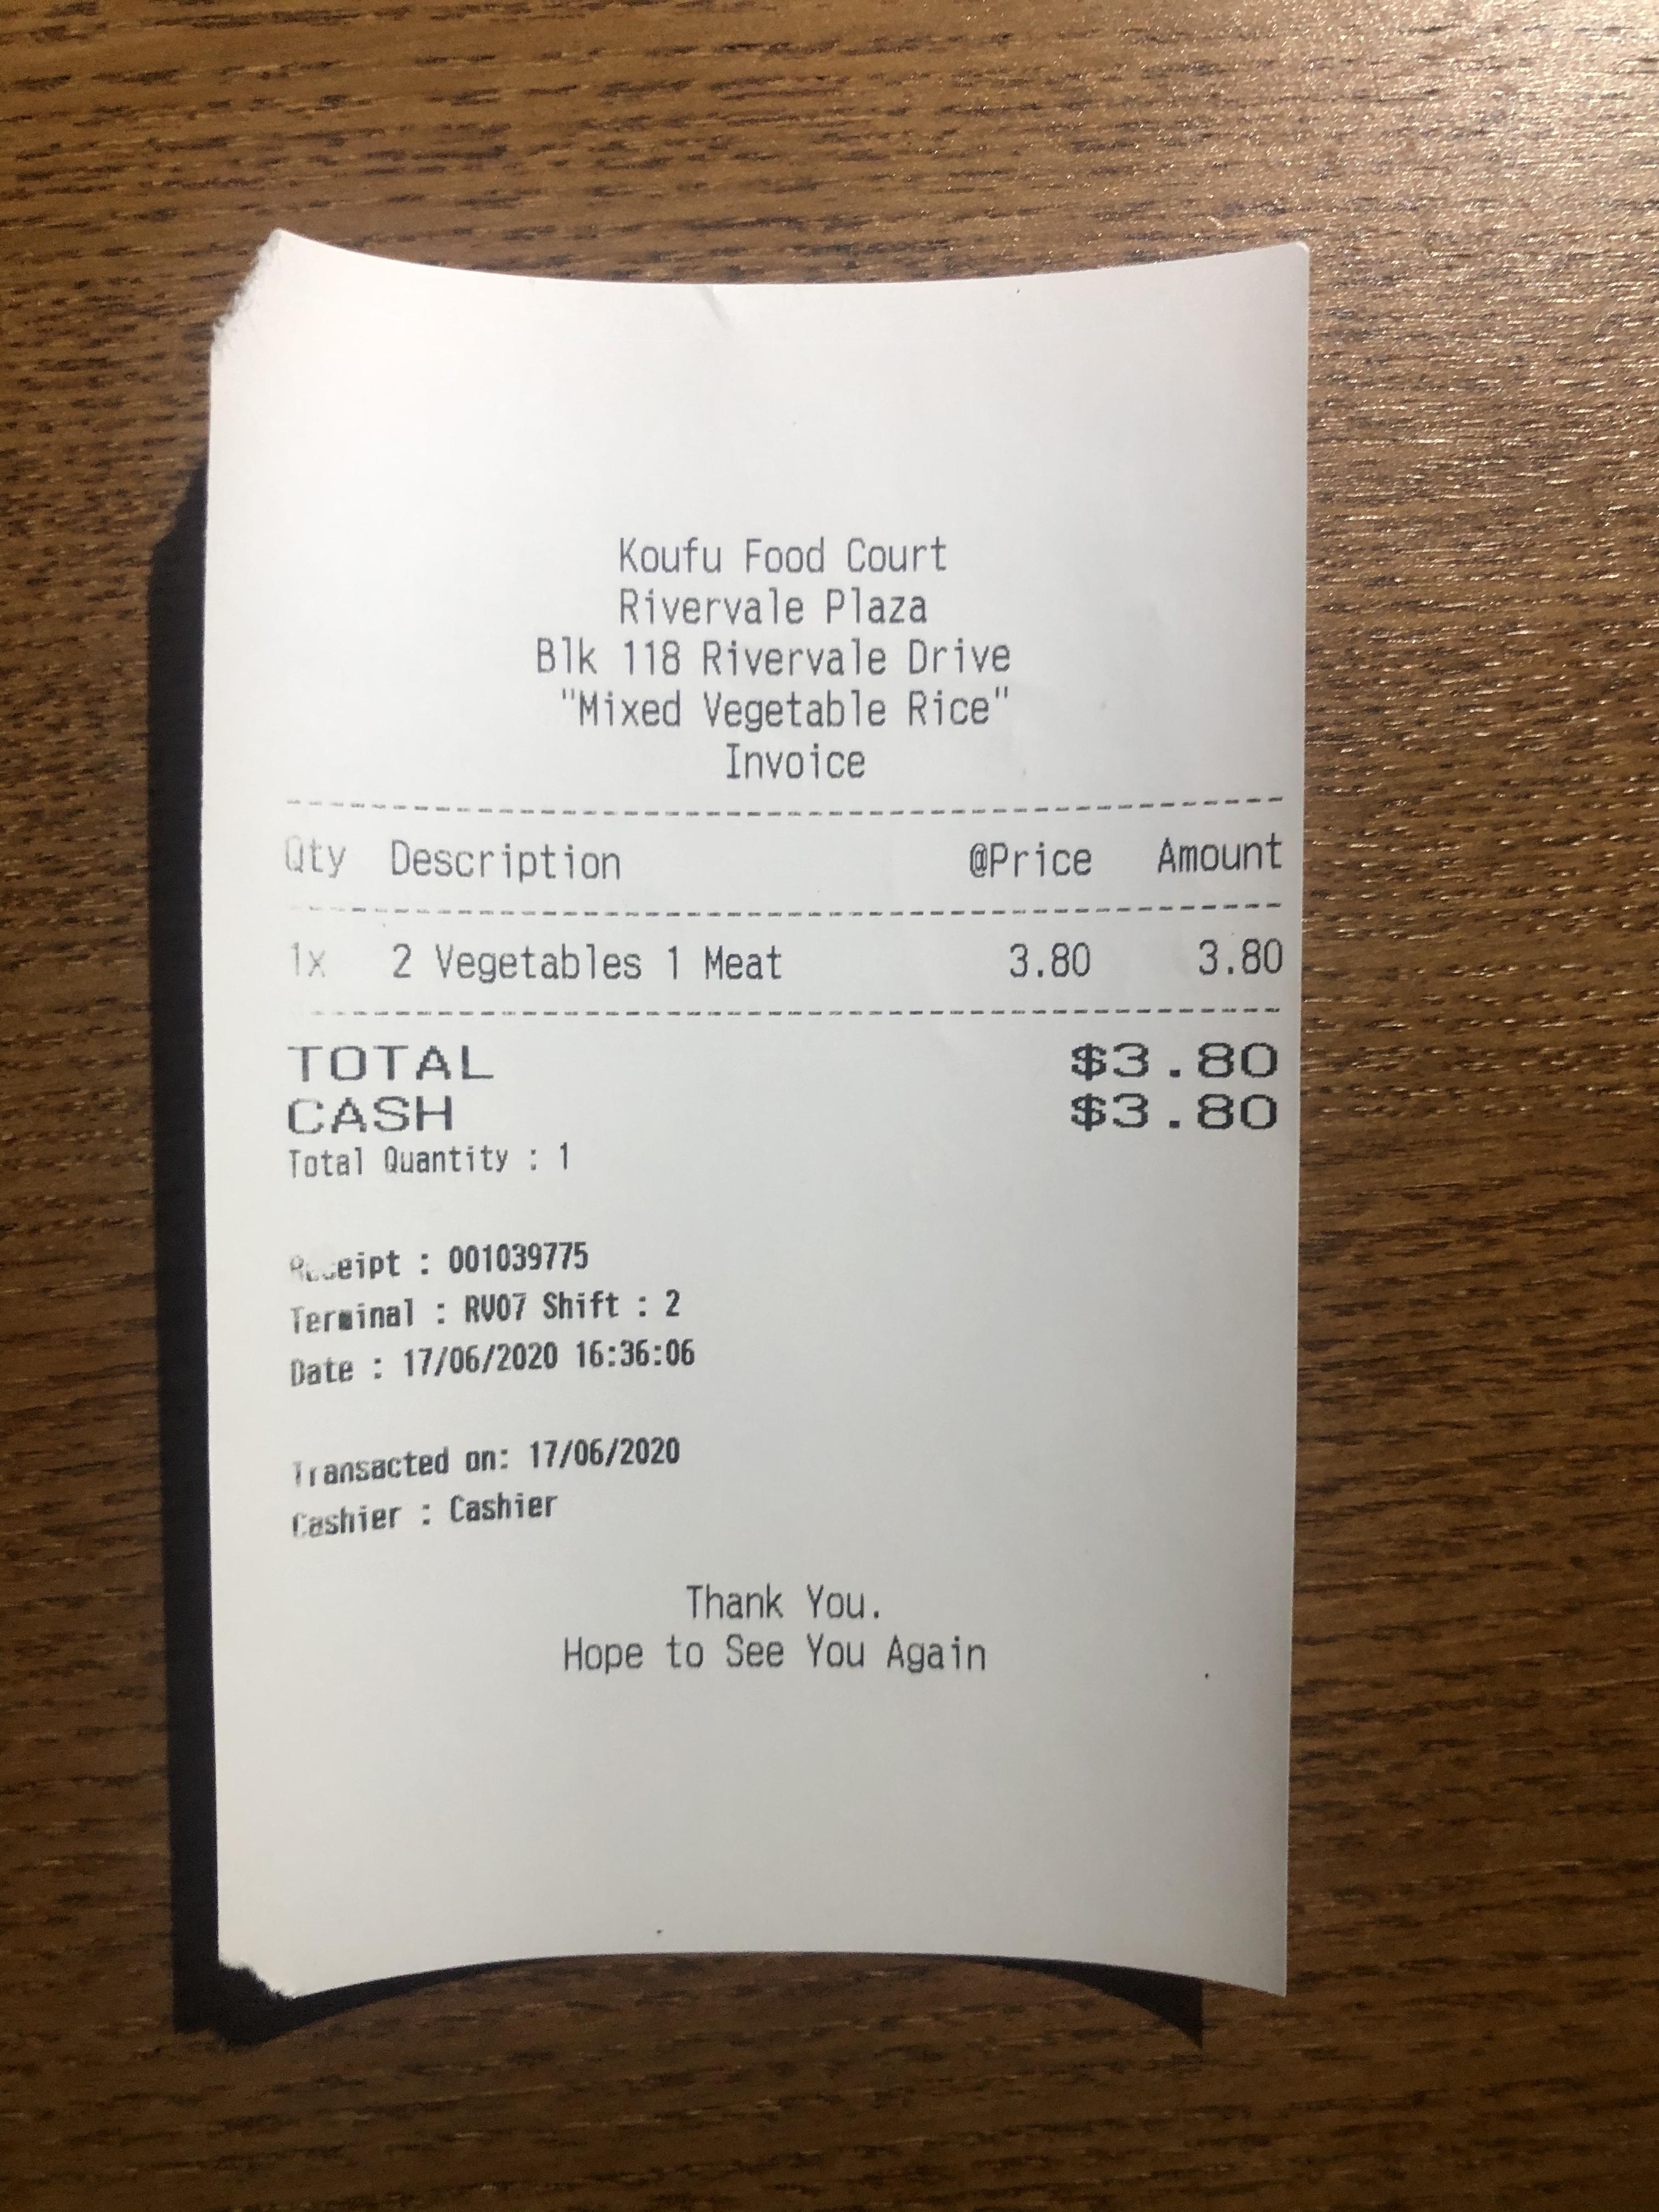 Koufu Food Court
Rivervale Plaza
Blk 118 Rivervale Drive
"Mixed Vegetable Rice"
Invoice
Qty Description @Price Amount
1x 2 Vegetables 1 Meat 3.80 3.80
TOTAL $3.80
CASH $3.80
Total Quantity : 1
Receipt : 001039775
Terminal : RV07 Shift : 2
Date : 17/06/2020 16:36:06
Transacted on: 17/06/2020
Cashier : Cashier
Thank You.
Hope to See You Again